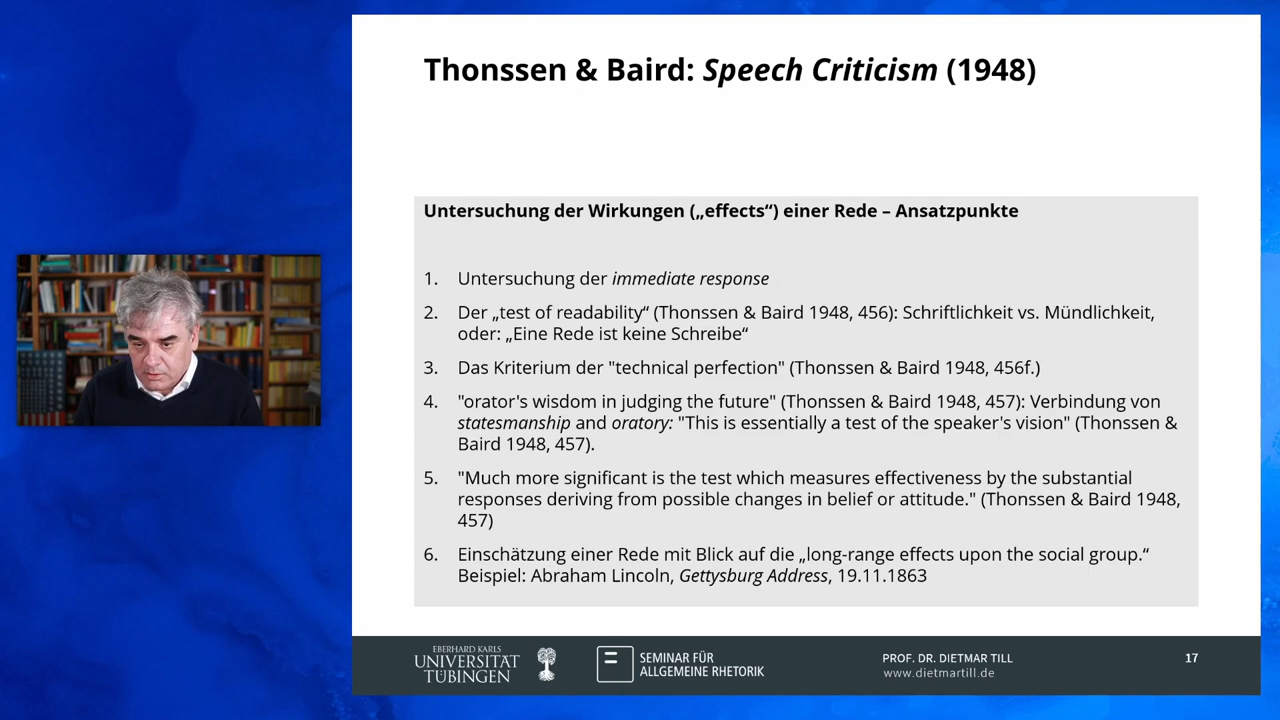 Thonssen & Baird: Speech Criticism (1948)
Untersuchung der Wirkungen („effects“) einer Rede – Ansatzpunkte
1. Untersuchung der immediate response
2. Der „test of readability“ (Thonssen & Baird 1948, 456): Schriftlichkeit vs. Mündlichkeit,
oder: „Eine Rede ist keine Schreibe“
3. Das Kriterium der "technical perfection" (Thonssen & Baird 1948, 456f.)
4. "orator's wisdom in judging the future" (Thonssen & Baird 1948, 457): Verbindung von
statesmanship and oratory: "This is essentially a test of the speaker's vision" (Thonssen &
Baird 1948, 457).
5. "Much more significant is the test which measures effectiveness by the substantial
responses deriving from possible changes in belief or attitude." (Thonssen & Baird 1948,
457)
6. Einschätzung einer Rede mit Blick auf die „long-range effects upon the social group.“
Beispiel: Abraham Lincoln, Gettysburg Address, 19.11.1863
EBERHARD KARLS
UNIVERSITÄT
TÜBINGEN
SEMINAR FÜR
ALLGEMEINE RHETORIK
PROF. DR. DIETMAR TILL
www.dietmartill.de
17